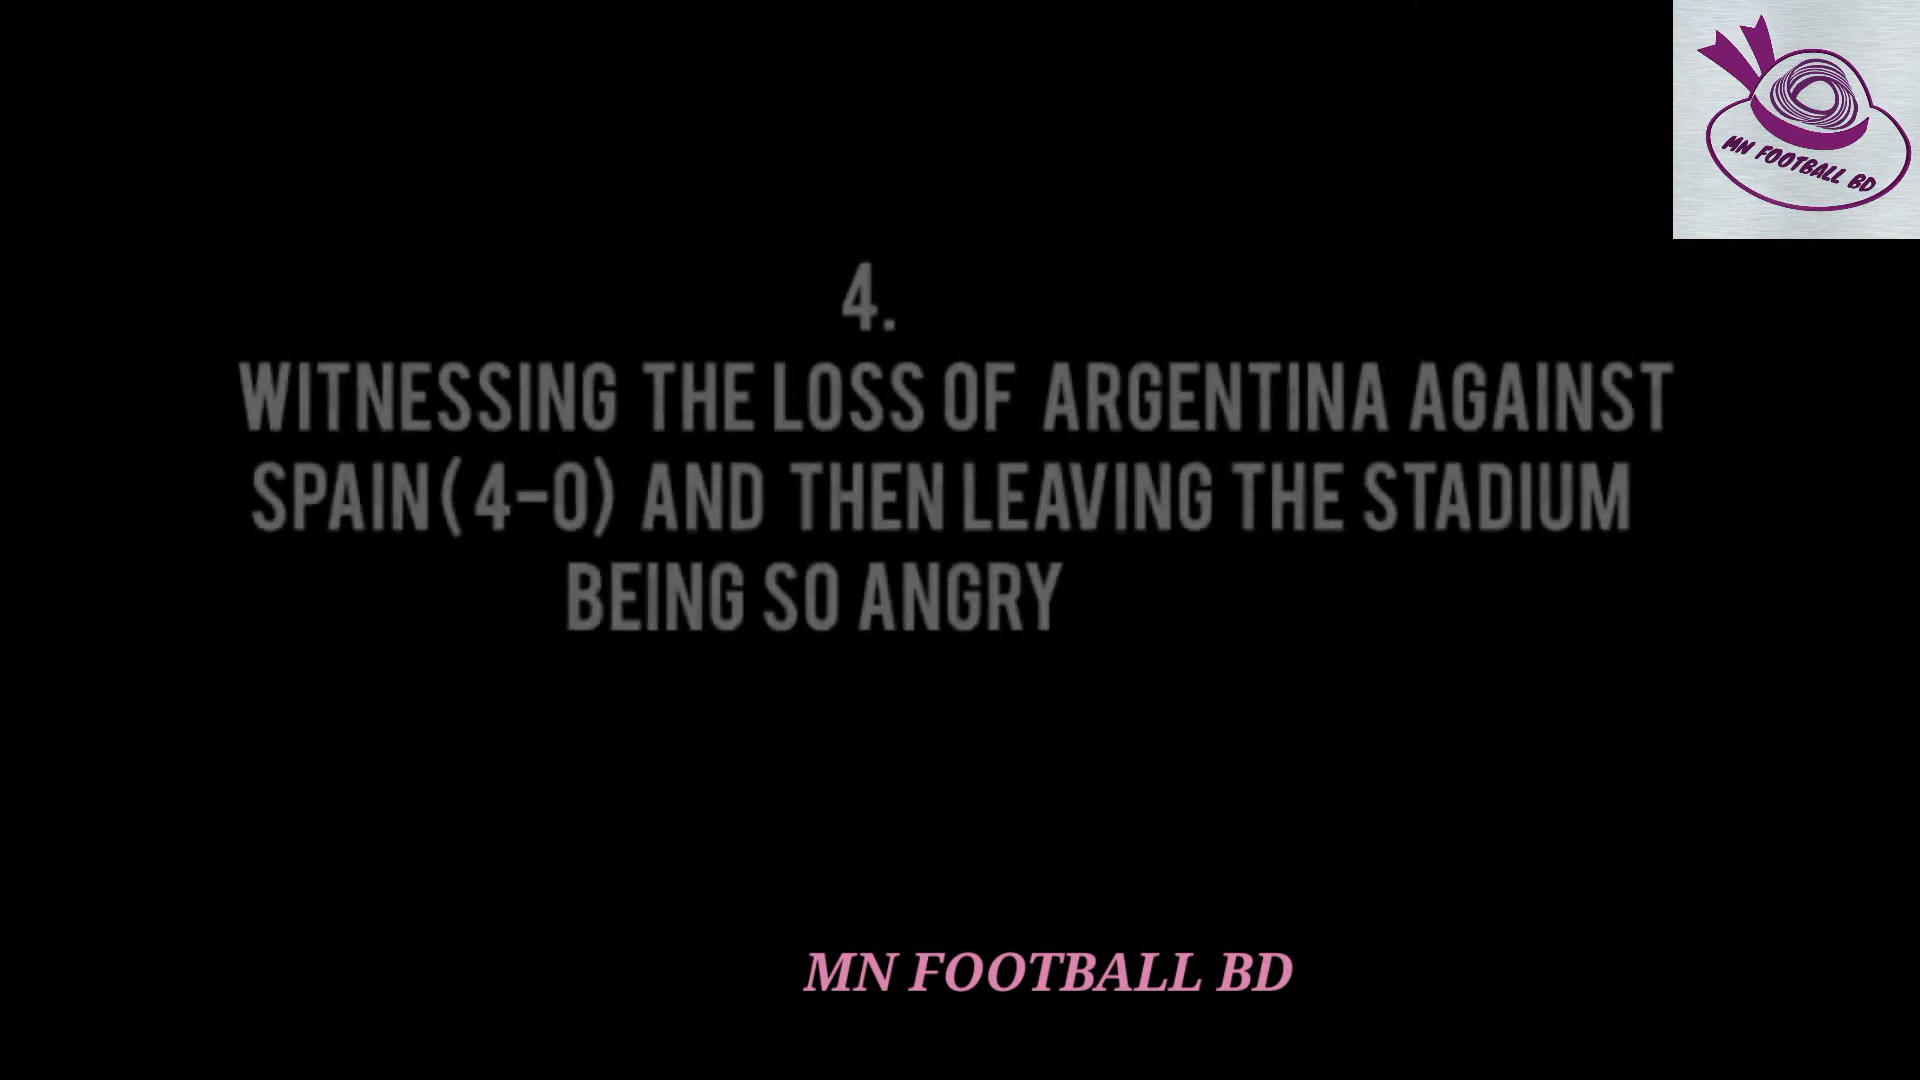 MN FOOTBALL BD
4.
WITNESSING THE LOSS OF ARGENTINA AGAINST
SPAIN(4-0) AND THEN LEAVING THE STADIUM
BEING SO ANGRY
MN FOOTBALL BD